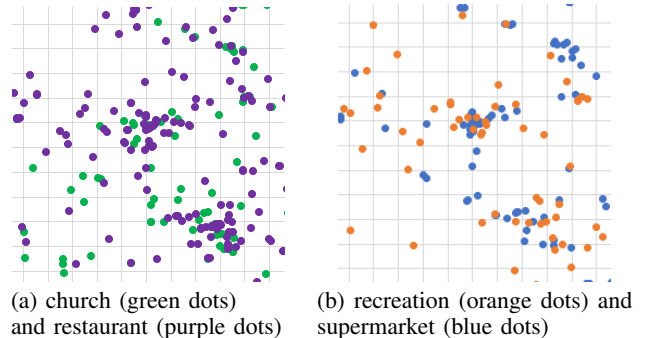 (a) church (green dots)
and restaurant (purple dots)
(b) recreation (orange dots) and
supermarket (blue dots)